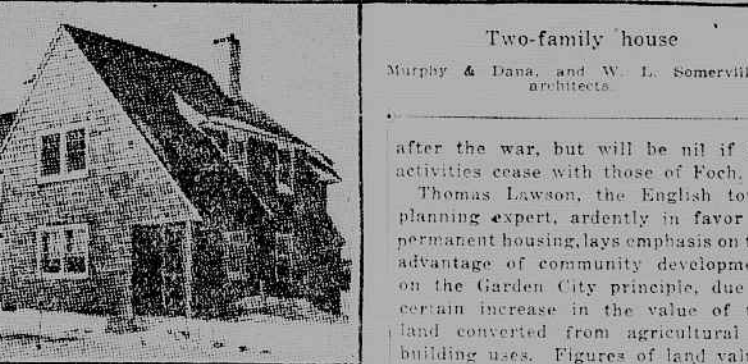 Two-family house
Murphy & Dana, and W. L. Somervill
architects.
after the war, but will be nil if
activities cease with those of Foch.
Thomas Lawson, the English to
planning expert, ardently in favor
permanent housing, lays emphasis on t
advantage of community developme
on the Garden City principle, due
certain increase in the value of t
land converted from agricultural
building uses. Figures of land val